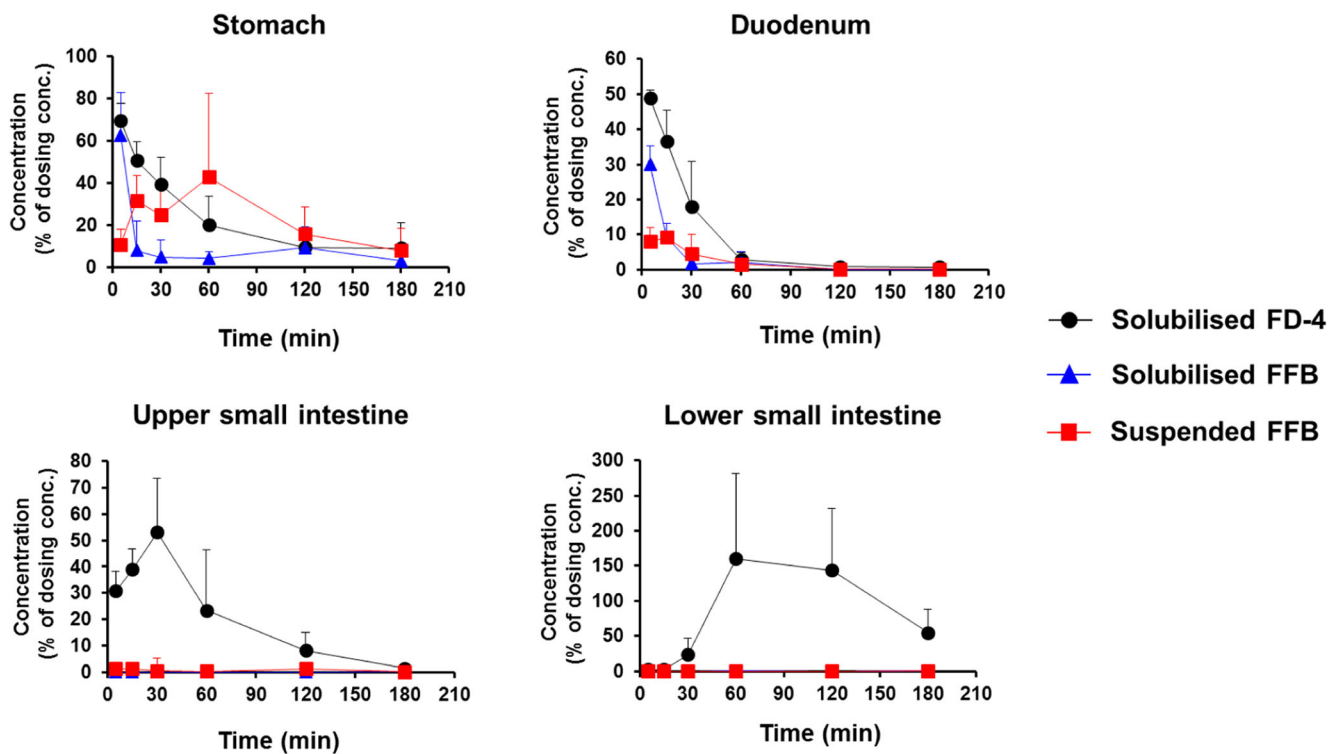 Stomach
Concentration
(% of dosing conc.)
100
80
60
40
20
0
0 30 60 90 120 150 180 210
Time (min)
Duodenum
Concentration
(% of dosing conc.)
60
50
40
30
20
10
0
0 30 60 90 120 150 180 210
Time (min)
Upper small intestine
Concentration
(% of dosing conc.)
80
70
60
50
40
30
20
10
0
0 30 60 90 120 150 180 210
Time (min)
Lower small intestine
Concentration
(% of dosing conc.)
300
250
200
150
100
50
0
0 30 60 90 120 150 180 210
Time (min)
Solubilised FD-4
Solubilised FFB
Suspended FFB